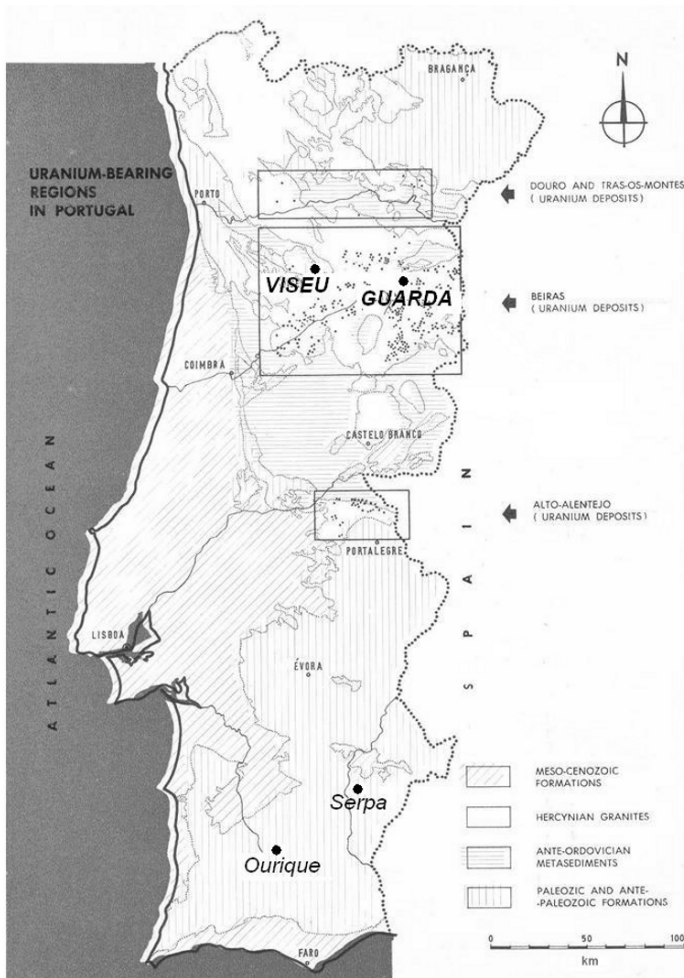 BRAGANÇA
N
URANIUM-BEARING
REGIONS
IN PORTUGAL
PORTO
DOURO AND TRAS-OS-MONTES
( URANIUM DEPOSITS )
VISEU
GUARDA
BEIRAS
( URANIUM DEPOSITS )
COIMBRA
CASTELO BRANCO
ATLANTIC OCEAN
SPAIN
ALTO-ALENTEJO
( URANIUM DEPOSITS )
PORTALEGRE
LISBOA
ÉVORA
MESO-CENOZOIC
FORMATIONS
Serpa
HERCYNIAN GRANITES
Ourique
ANTE-ORDOVICIAN
METASEDIMENTS
PALEOZIC AND ANTE-
-PALEOZOIC FORMATIONS
FARO
0 50 100
km